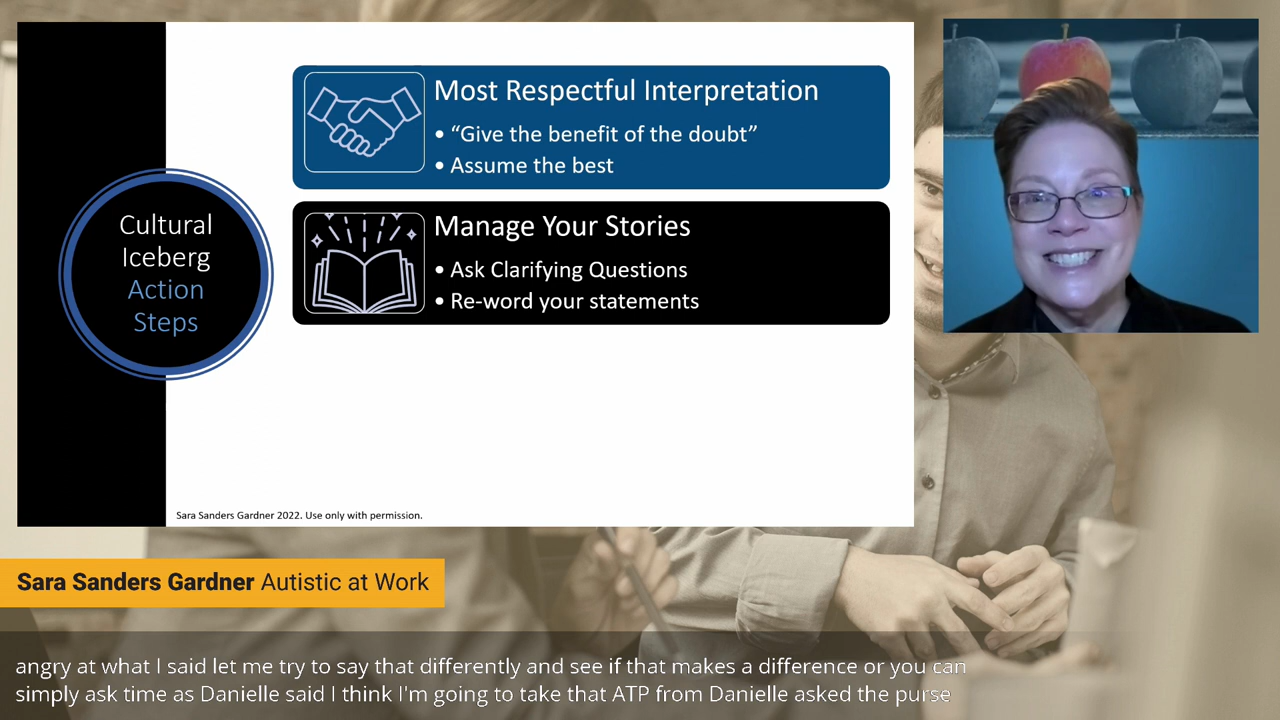 Most Respectful Interpretation
• “Give the benefit of the doubt”
• Assume the best
Manage Your Stories
• Ask Clarifying Questions
• Re-word your statements
Cultural
Iceberg
Action
Steps
Sara Sanders Gardner 2022. Use only with permission.
Sara Sanders Gardner Autistic at Work
angry at what I said let me try to say that differently and see if that makes a difference or you can
simply ask time as Danielle said I think I'm going to take that ATP from Danielle asked the purse